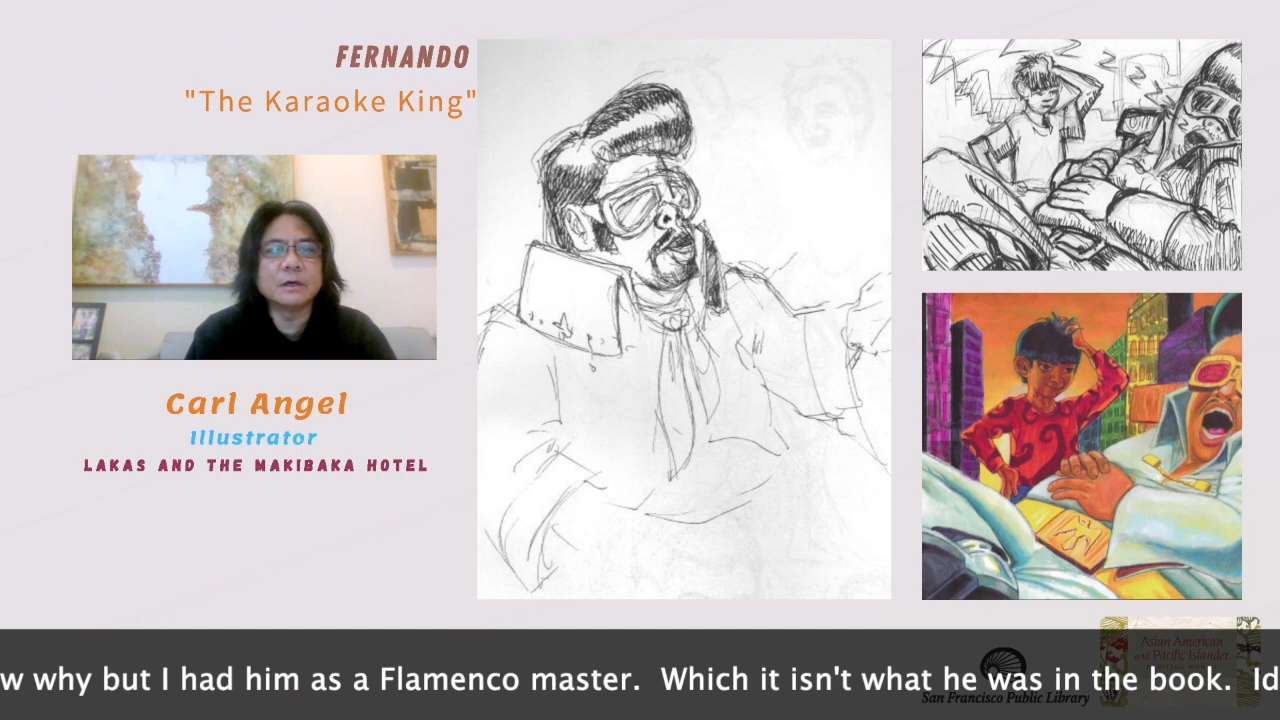 FERNANDO
"The Karaoke King"
Carl Angel
Illustrator
LAKAS AND THE MAKIBAKA HOTEL
Asian American
and Pacific Islander
w why but I had him as a Flamenco master.  Which it isn't what he was in the book.  Id
San Francisco Public Library